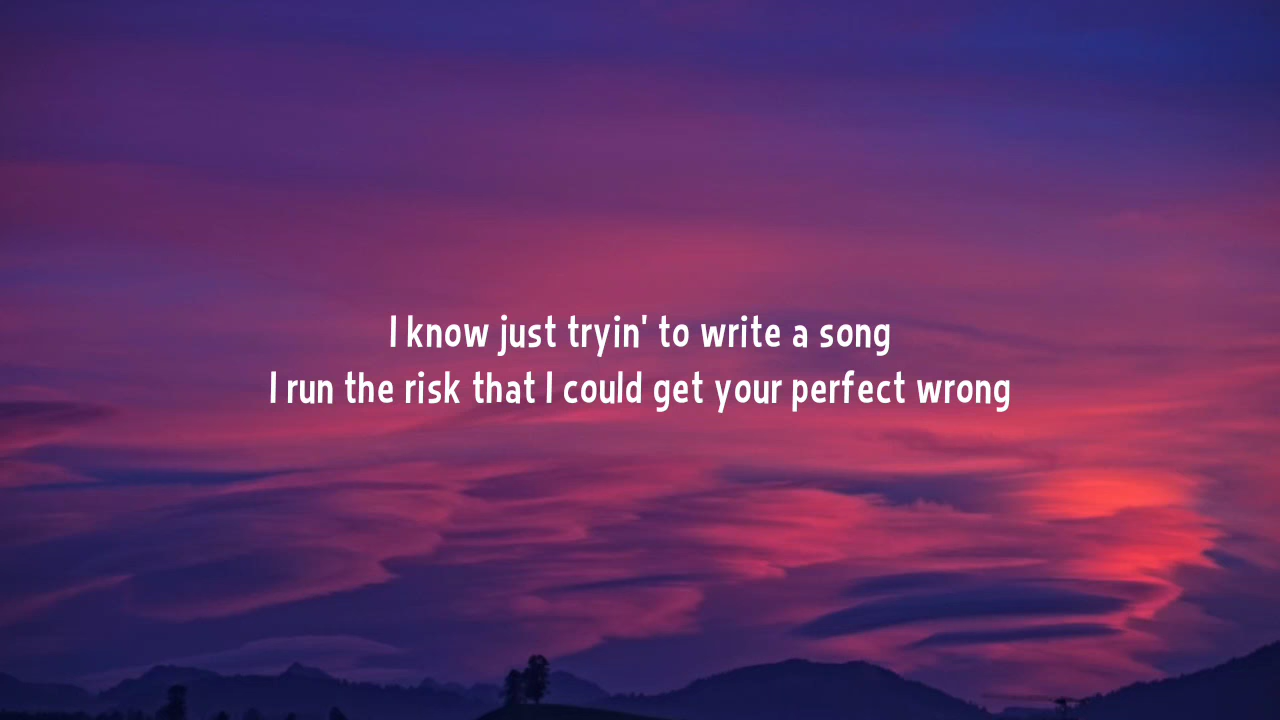 I know just tryin' to write a song
I run the risk that I could get your perfect wrong